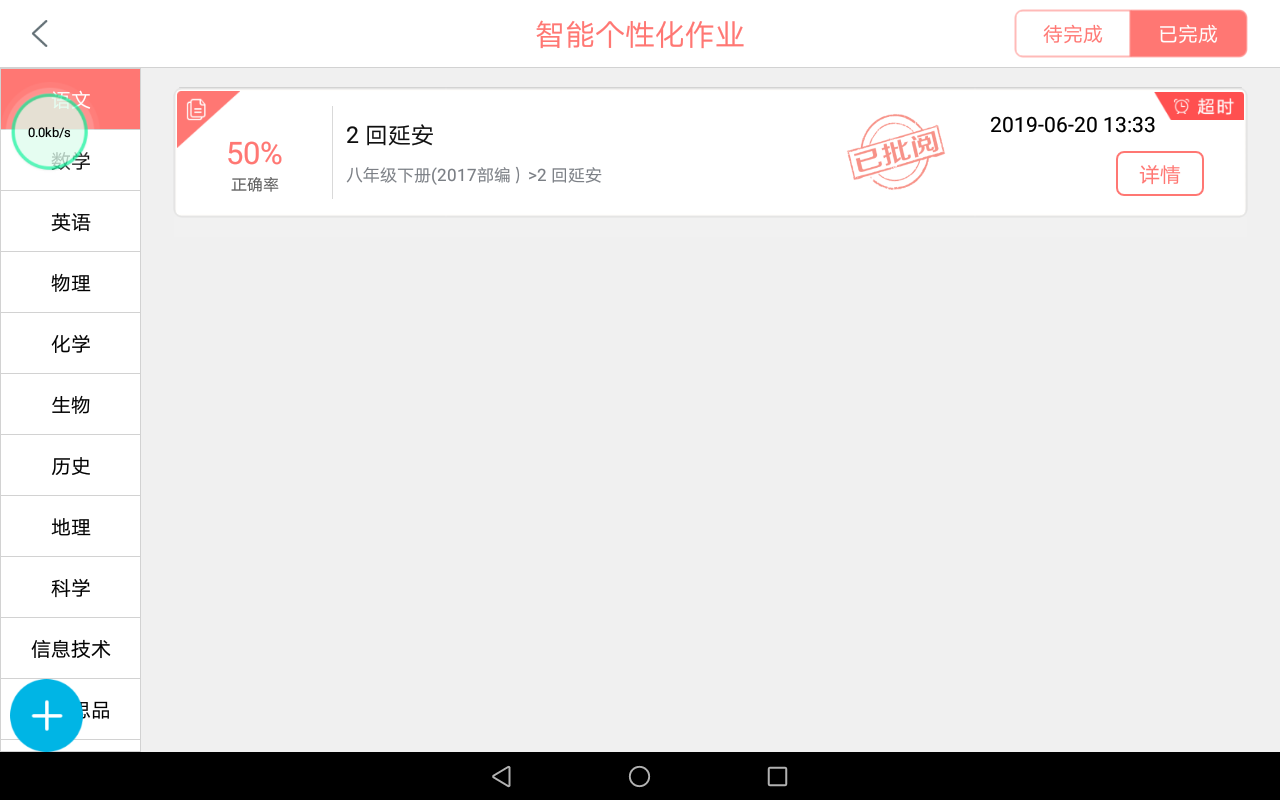 智能个性化作业
待完成
已完成
语文
0.0kb/s
数学
英语
物理
化学
生物
历史
地理
科学
信息技术
思品
50%
正确率
2 回延安
八年级下册(2017部编）>2 回延安
已批阅
2019-06-20 13:33
超时
详情